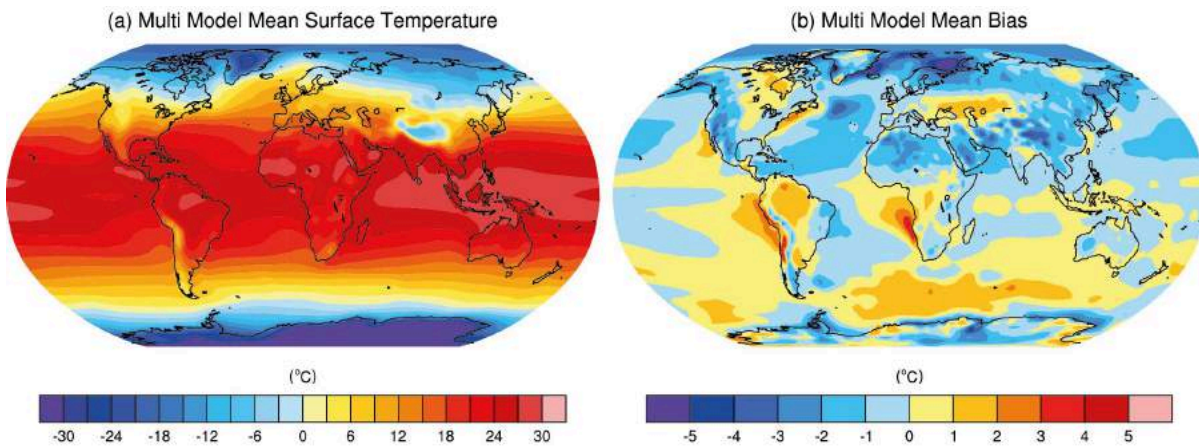 (a) Multi Model Mean Surface Temperature
(°C)
-30 -24 -18 -12 -6 0 6 12 18 24 30
(b) Multi Model Mean Bias
(°C)
-5 -4 -3 -2 -1 0 1 2 3 4 5